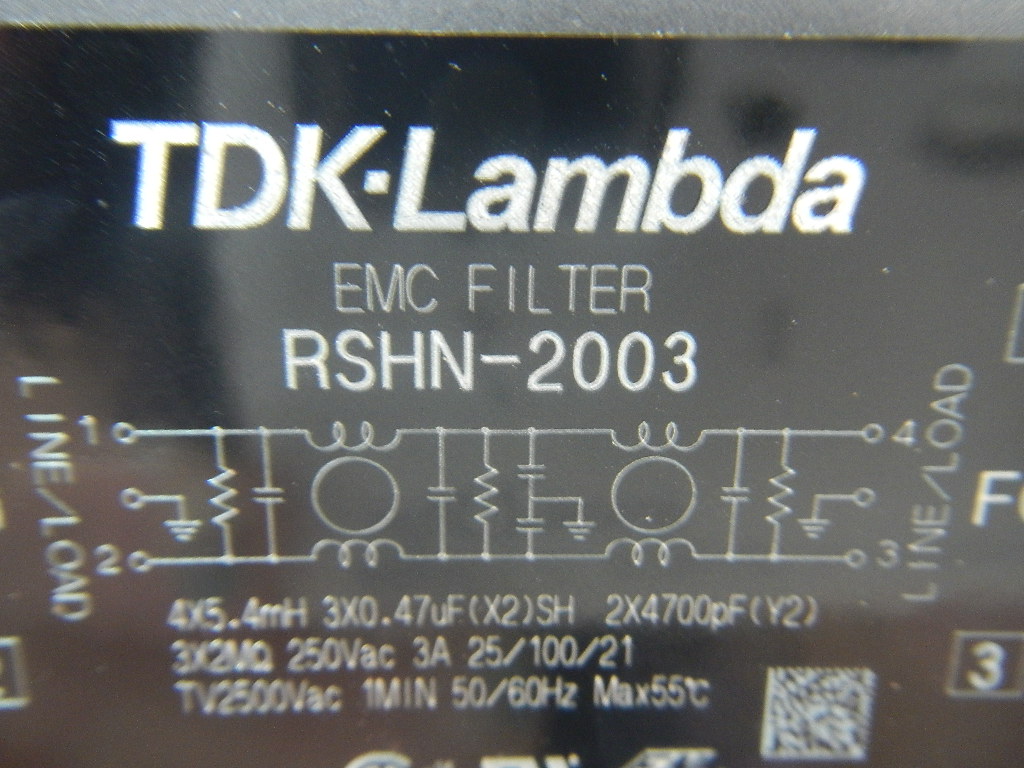 TDK·Lambda
EMC FILTER
RSHN-2003
LINE/LOAD
1
2
4
3
LINE/LOAD
4X5.4mH 3X0.47uF(X2)SH 2X4700pF(Y2)
3X2MΩ 250Vac 3A 25/100/21
TV2500Vac 1MIN 50/60Hz Max55℃
3